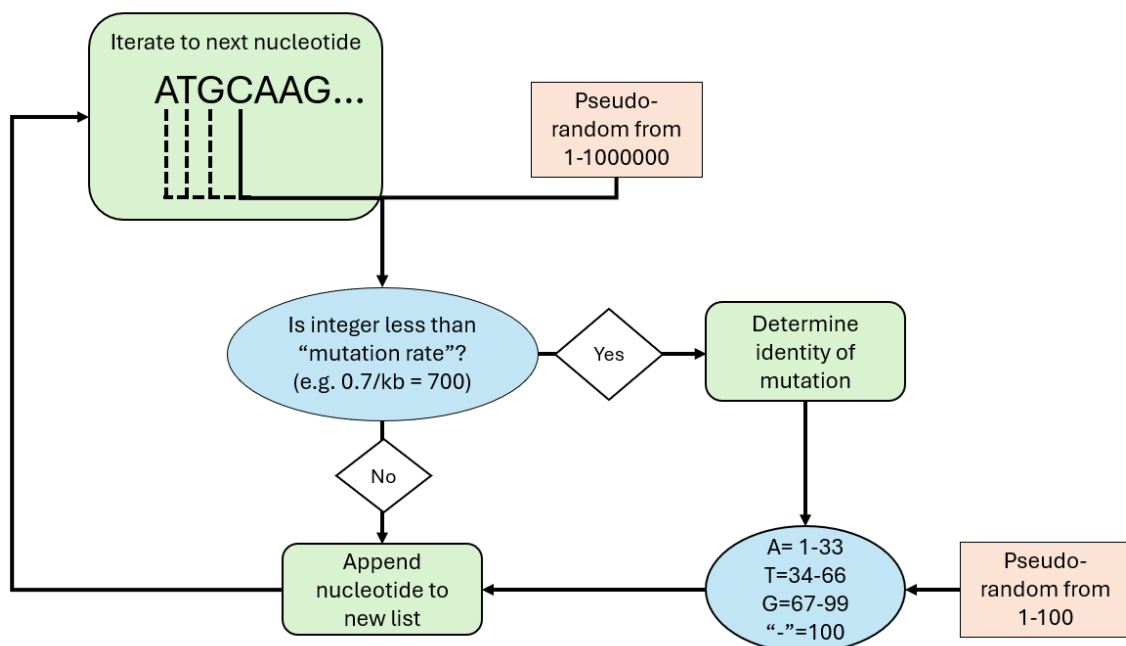 Iterate to next nucleotide
ATGCAAG...
Pseudo-
random from
1-1000000
Is integer less than
“mutation rate”?
(e.g. 0.7/kb = 700)
Yes
Determine
identity of
mutation
No
Append
nucleotide to
new list
A= 1-33
T=34-66
G=67-99
“-”=100
Pseudo-
random from
1-100